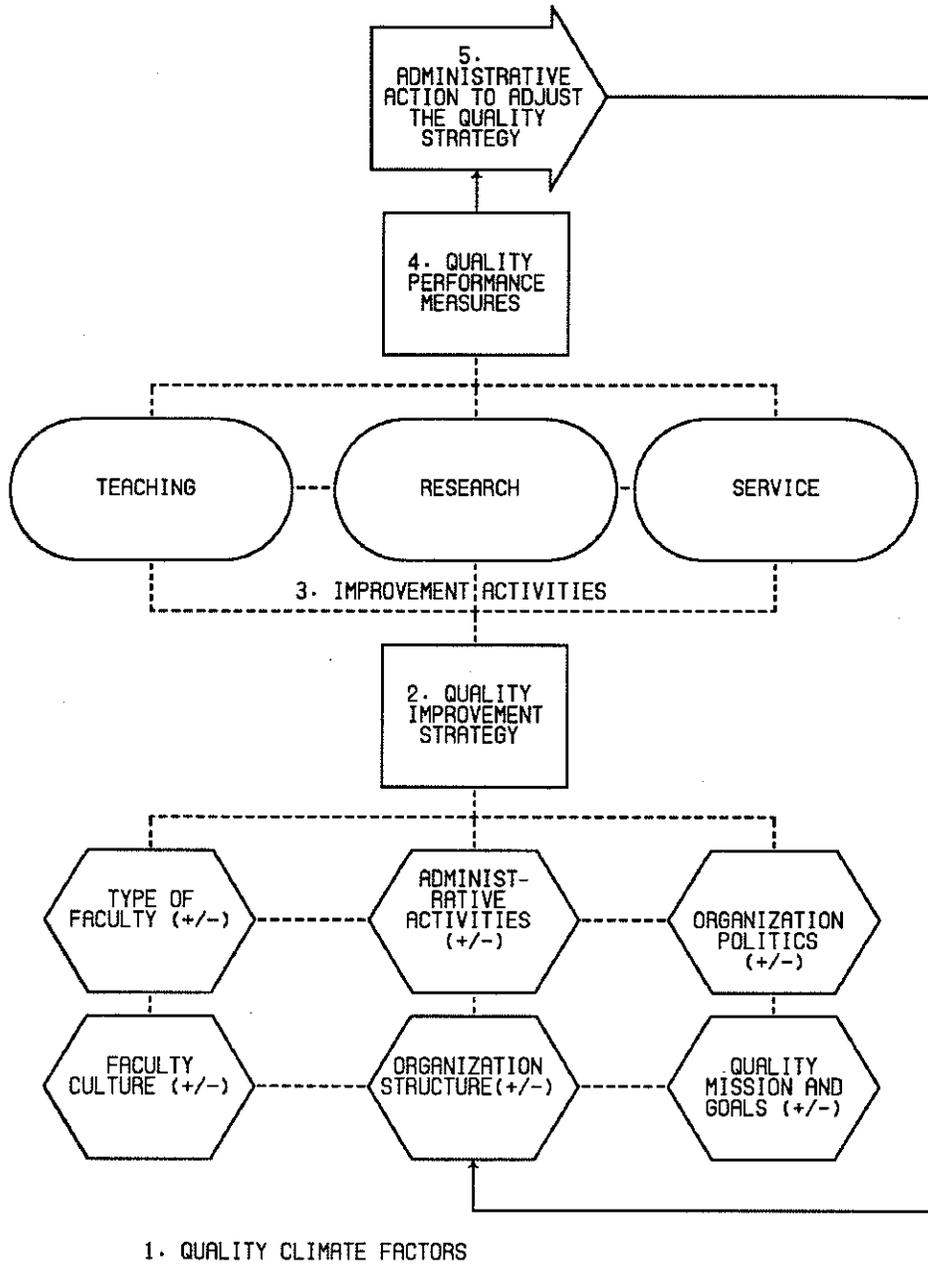 5.
ADMINISTRATIVE
ACTION TO ADJUST
THE QUALITY
STRATEGY
4. QUALITY
PERFORMANCE
MEASURES
TEACHING
RESEARCH
SERVICE
3. IMPROVEMENT ACTIVITIES
2. QUALITY
IMPROVEMENT
STRATEGY
TYPE OF
FACULTY (+/-)
ADMINIST-
RATIVE
ACTIVITIES
(+/-)
ORGANIZATION
POLITICS
(+/-)
FACULTY
CULTURE (+/-)
ORGANIZATION
STRUCTURE(+/-)
QUALITY
MISSION AND
GOALS (+/-)
1. QUALITY CLIMATE FACTORS